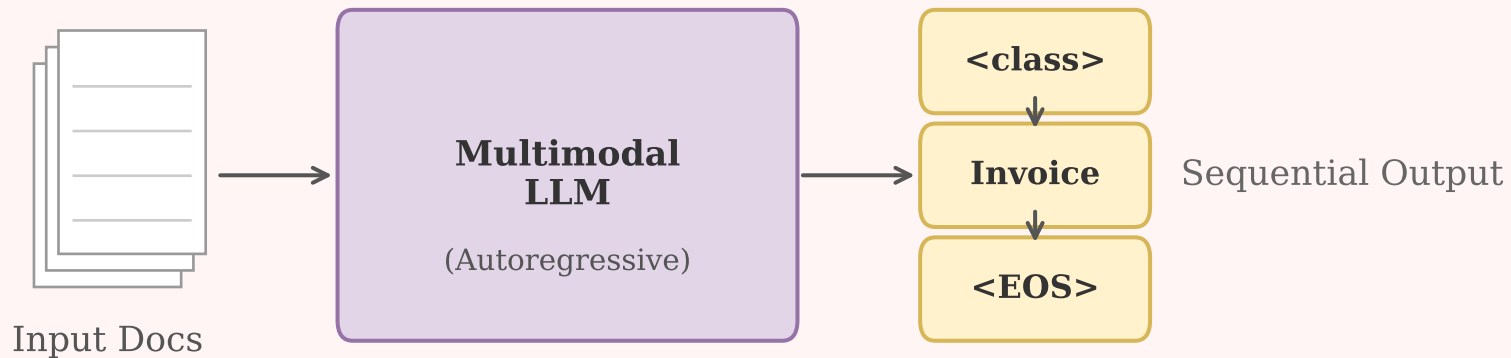 Input Docs
Multimodal
LLM
(Autoregressive)
<class>
Invoice
<EOS>
Sequential Output